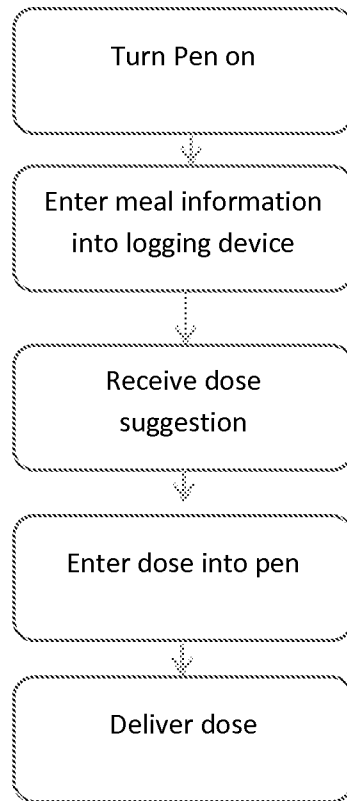 Turn Pen on
Enter meal information
into logging device
Receive dose
suggestion
Enter dose into pen
Deliver dose